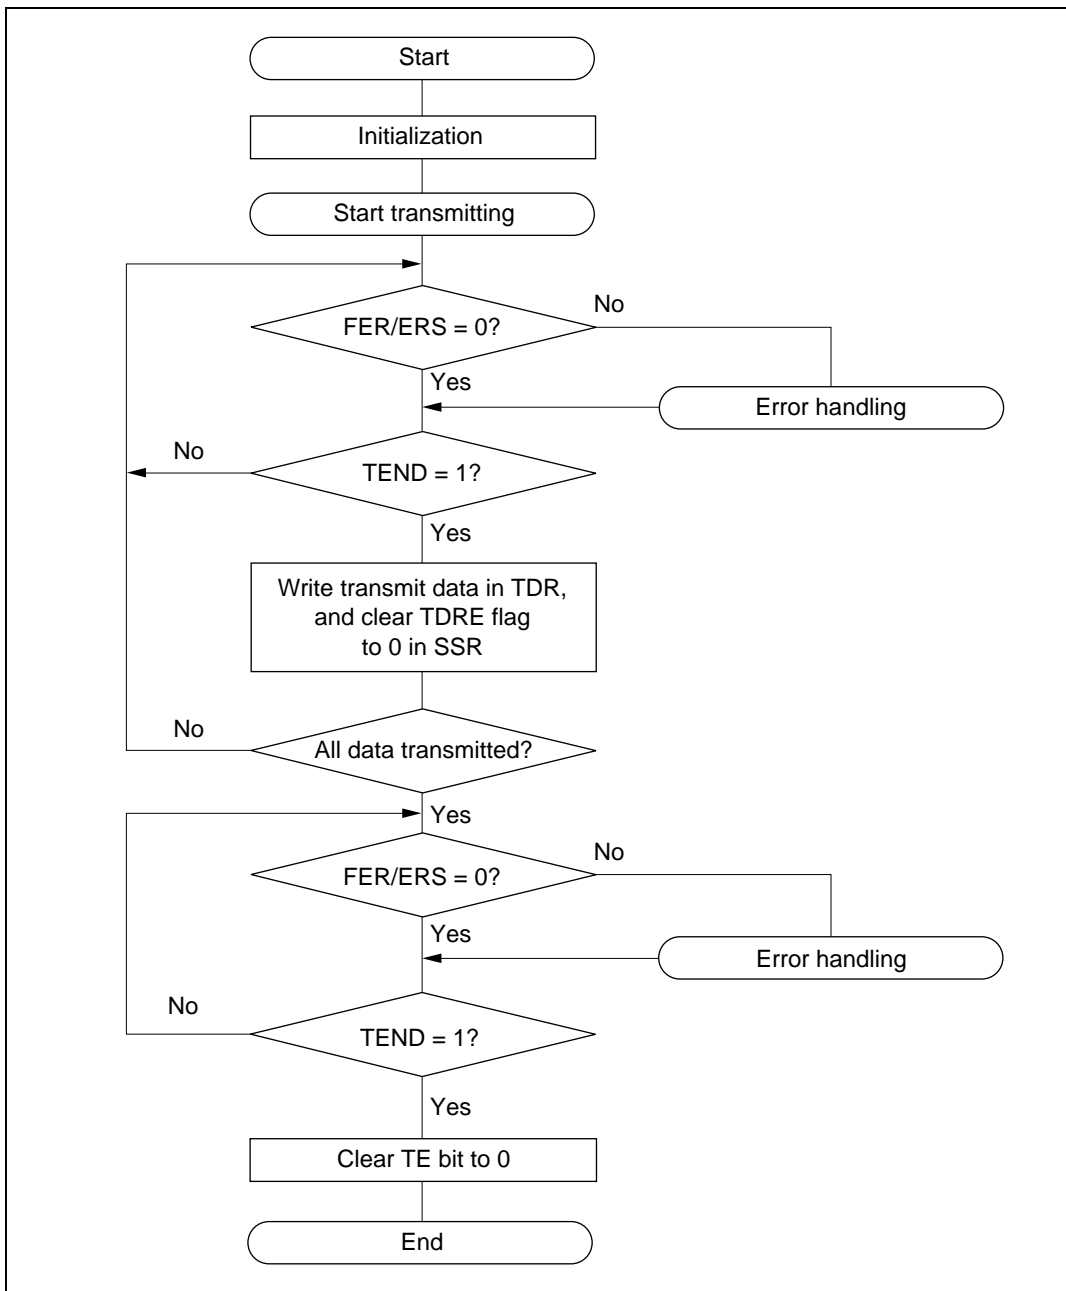 Start
Initialization
Start transmitting
FER/ERS = 0?
No
Yes
Error handling
No
TEND = 1?
Yes
Write transmit data in TDR,
and clear TDRE flag
to 0 in SSR
No
All data transmitted?
Yes
FER/ERS = 0?
No
Yes
Error handling
No
TEND = 1?
Yes
Clear TE bit to 0
End